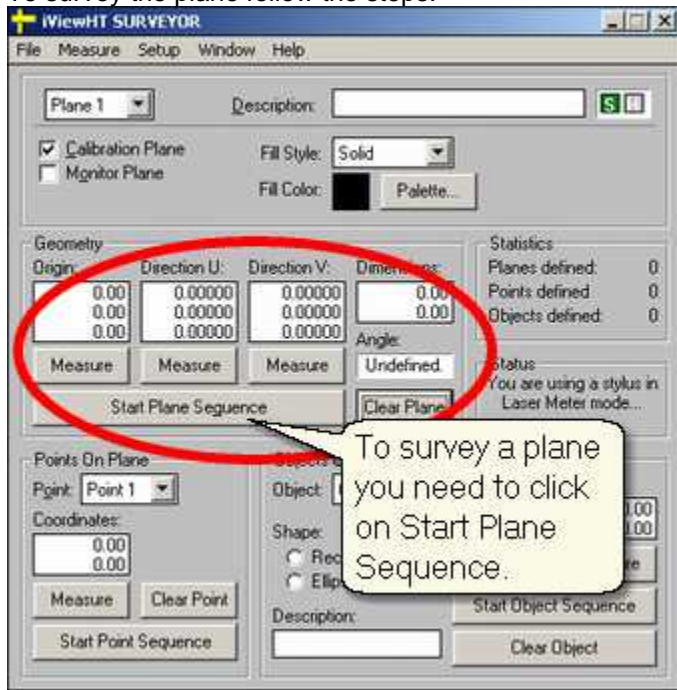 To survey the plane follow the steps.
iViewHT SURVEYOR
File Measure Setup Window Help
Plane 1 Description: S
Calibration Plane Fill Style: Solid
Monitor Plane
Fill Color: Palette...
Geometry Statistics
Origin: Direction U: Direction V: Dimensions: Planes defined: 0
0.00 0.00000 0.00000 0.00 Points defined 0
0.00 0.00000 0.00000 0.00 Objects defined: 0
0.00 0.00000 0.00000 Angle:
Measure Measure Measure Undefined. Status
You are using a stylus in
Start Plane Sequence Clear Plane Laser Meter mode...
To survey a plane
you need to click
on Start Plane
Sequence.
Points On Plane
Point: Point 1 Object:
Coordinates: .00
0.00 Shape: .00
0.00
Measure Clear Point
Description: Start Object Sequence
Start Point Sequence Clear Object